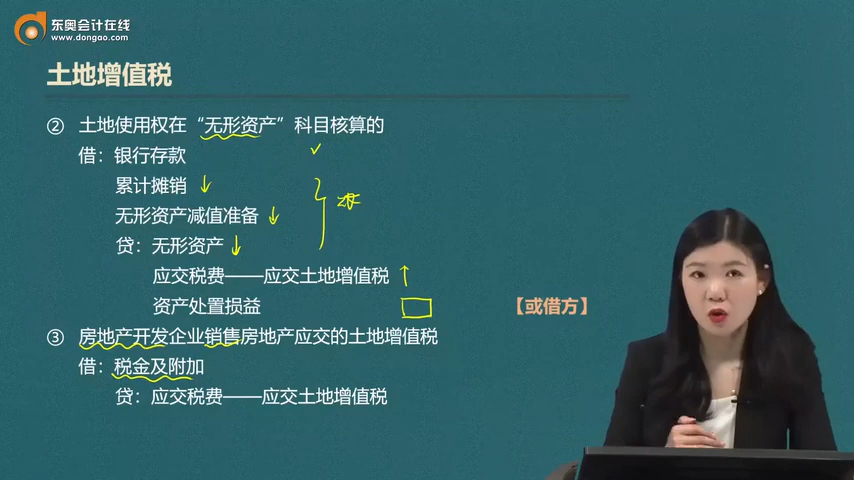 东奥会计在线
www.dongao.com
土地增值税
② 土地使用权在“无形资产”科目核算的
借：银行存款
累计摊销
无形资产减值准备
贷：无形资产
应交税费——应交土地增值税
资产处置损益 【或借方】
③ 房地产开发企业销售房地产应交的土地增值税
借：税金及附加
贷：应交税费——应交土地增值税